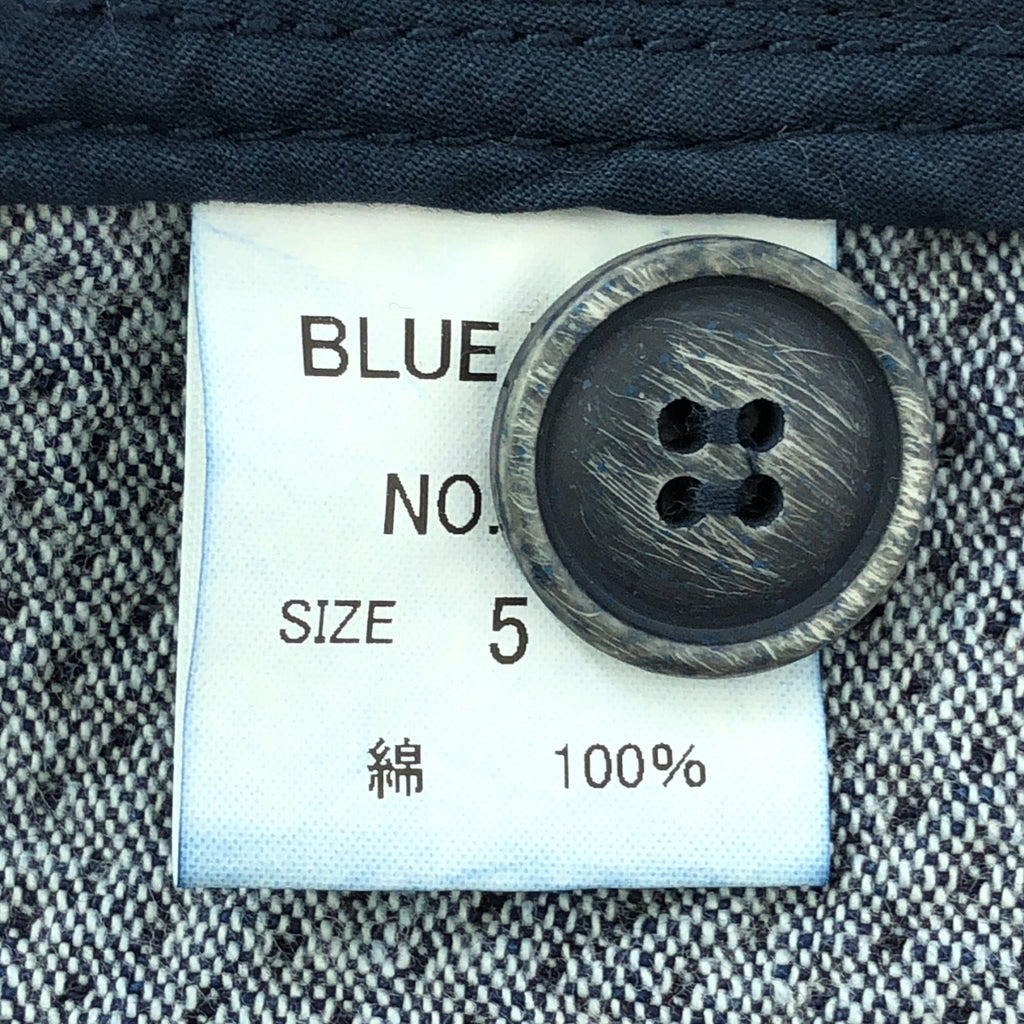 BLUE
NO.
SIZE 5
綿 100%